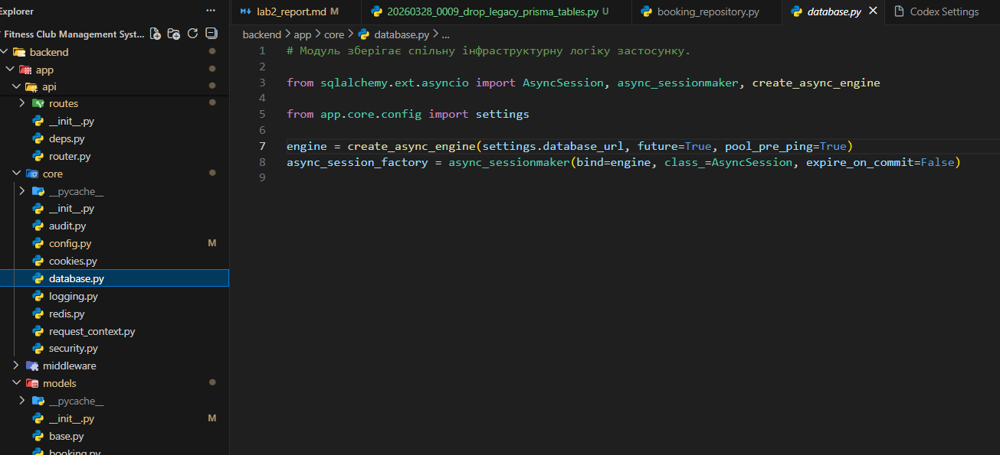 Explorer
Fitness Club Management Syst...
backend
app
api
routes
__init__.py
deps.py
router.py
core
__pycache__
__init__.py
audit.py
config.py M
cookies.py
database.py
logging.py
redis.py
request_context.py
security.py
middleware
models
__pycache__
__init__.py M
base.py
booking.py
lab2_report.md M 20260328_0009_drop_legacy_prisma_tables.py U booking_repository.py database.py Codex Settings
backend > app > core > database.py > ...
1 # Модуль зберігає спільну інфраструктурну логіку застосунку.
2
3 from sqlalchemy.ext.asyncio import AsyncSession, async_sessionmaker, create_async_engine
4
5 from app.core.config import settings
6
7 engine = create_async_engine(settings.database_url, future=True, pool_pre_ping=True)
8 async_session_factory = async_sessionmaker(bind=engine, class_=AsyncSession, expire_on_commit=False)
9